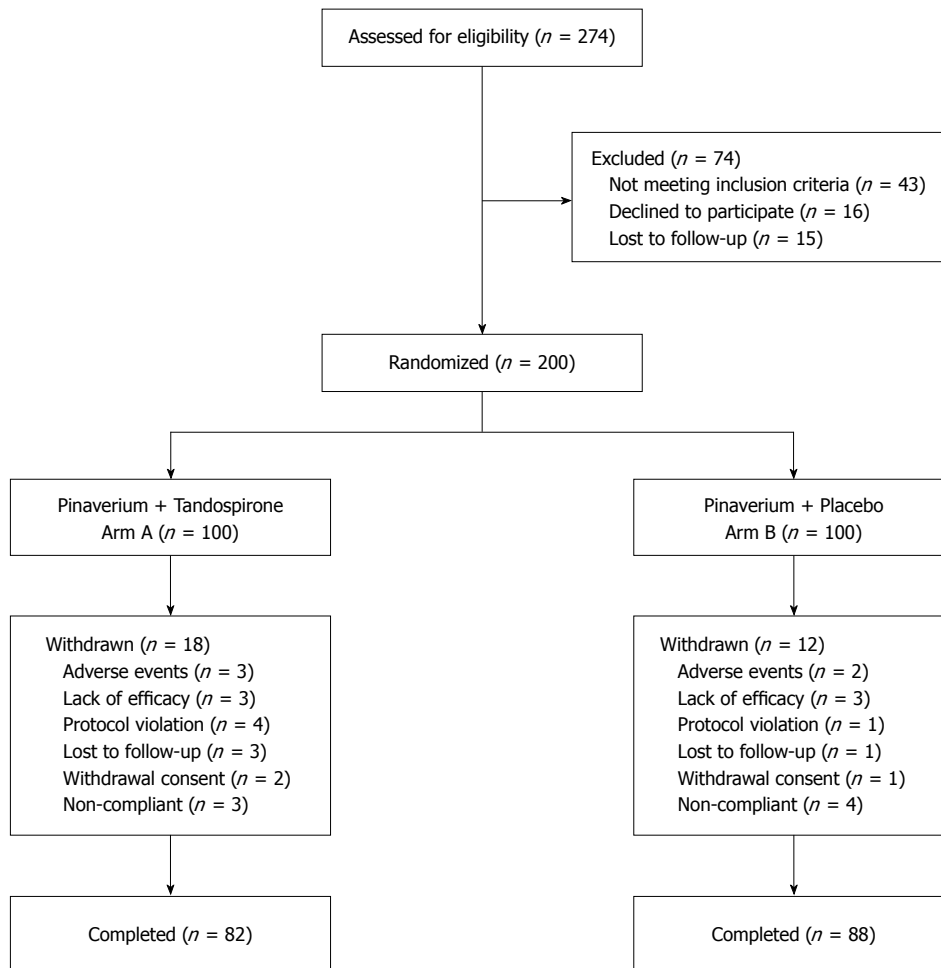 Assessed for eligibility (n = 274)
Excluded (n = 74)
Not meeting inclusion criteria (n = 43)
Declined to participate (n = 16)
Lost to follow-up (n = 15)
Randomized (n = 200)
Pinaverium + Tandospirone
Arm A (n = 100)
Pinaverium + Placebo
Arm B (n = 100)
Withdrawn (n = 18)
Adverse events (n = 3)
Lack of efficacy (n = 3)
Protocol violation (n = 4)
Lost to follow-up (n = 3)
Withdrawal consent (n = 2)
Non-compliant (n = 3)
Withdrawn (n = 12)
Adverse events (n = 2)
Lack of efficacy (n = 3)
Protocol violation (n = 1)
Lost to follow-up (n = 1)
Withdrawal consent (n = 1)
Non-compliant (n = 4)
Completed (n = 82)
Completed (n = 88)